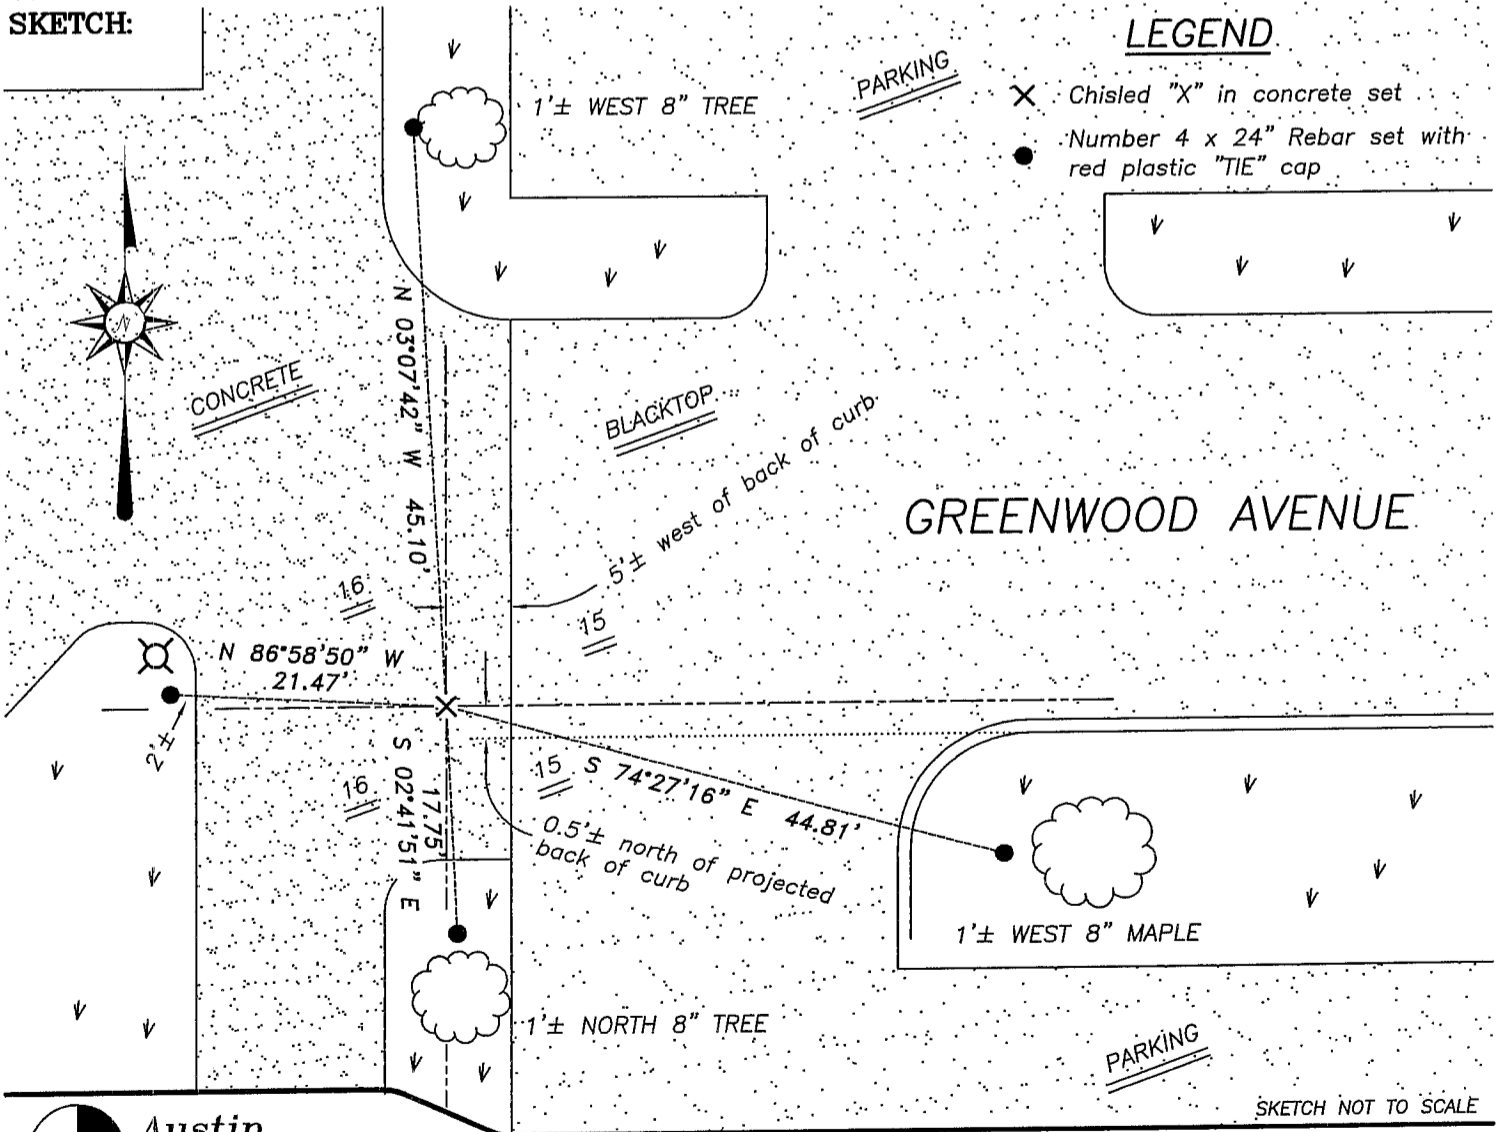 SKETCH:
LEGEND
Chisled "X" in concrete set
Number 4 x 24" Rebar set with
red plastic "TIE" cap
PARKING
1'± WEST 8" TREE
N
CONCRETE
N 03°07'42" W 45.10'
BLACKTOP
5'± west of back of curb
GREENWOOD AVENUE
16
15
N 86°58'50" W
21.47'
2'±
16
15
S 02°41'51" E
17.75'
S 74°27'16" E 44.81'
0.5'± north of projected
back of curb
1'± WEST 8" MAPLE
1'± NORTH 8" TREE
PARKING
SKETCH NOT TO SCALE
Austin